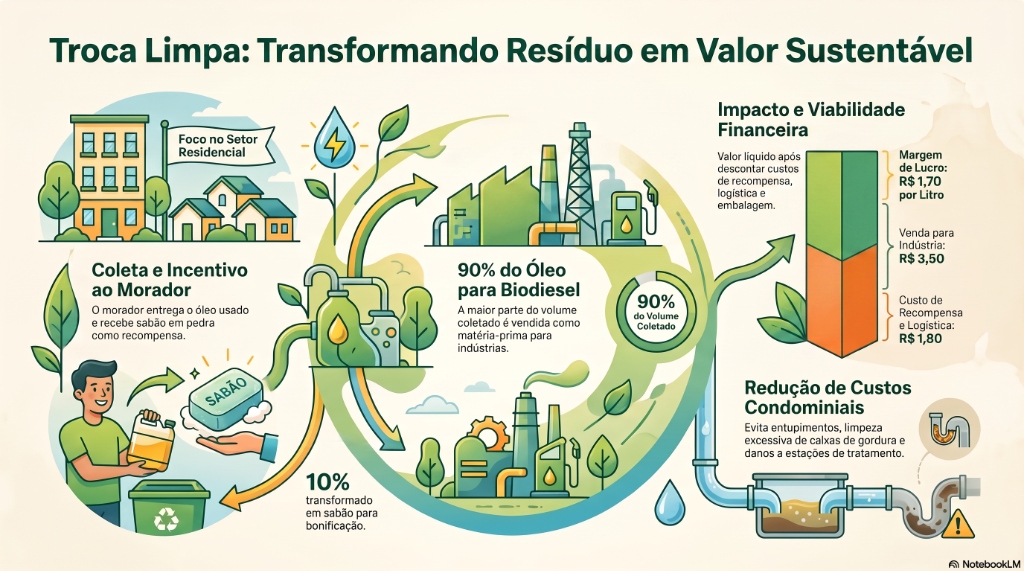 Troca Limpa: Transformando Resíduo em Valor Sustentável
Foco no Setor
Residencial
Coleta e Incentivo
ao Morador
O morador entrega o óleo usado
e recebe sabão em pedra
como recompensa.
SABÃO
10%
transformado
em sabão para
bonificação.
90% do Óleo
para Biodiesel
A maior parte do volume
coletado é vendida como
matéria-prima para
indústrias.
90%
do Volume
Coletado
Impacto e Viabilidade
Financeira
Valor líquido após
descontar custos
de recompensa,
logística e
embalagem.
Margem
de Lucro:
R$ 1,70
por Litro
Venda para
Indústria:
R$ 3,50
Custo de
Recompensa
e Logística:
R$ 1,80
Redução de Custos
Condominiais
Evita entupimentos, limpeza
excessiva de caixas de gordura e
danos a estações de tratamento.
NotebookLM